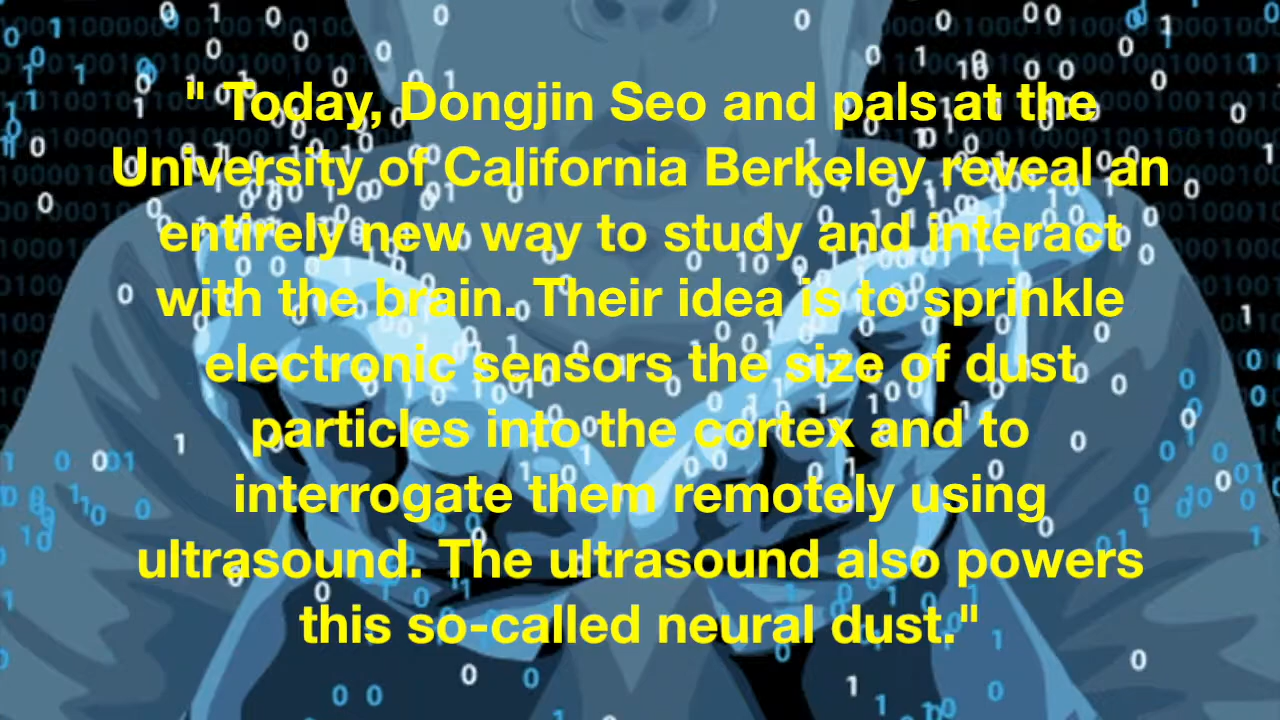 " Today, Dongjin Seo and pals at the
University of California Berkeley reveal an
entirely new way to study and interact
with the brain. Their idea is to sprinkle
electronic sensors the size of dust
particles into the cortex and to
interrogate them remotely using
ultrasound. The ultrasound also powers
this so-called neural dust."